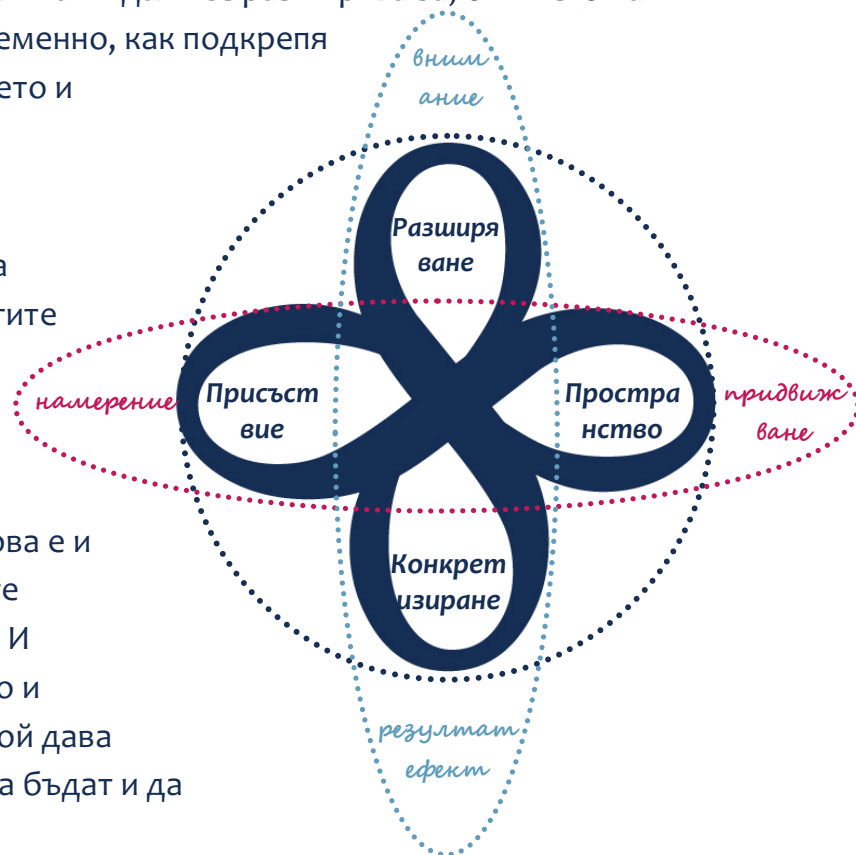 еменно, как подкрепя
ето и
а
тите
ова е и
те
И
о и
ой дава
а бъдат и да
вним
ание
Разширя
ване
намерение
Присъст
вие
Простра
нство
придвиж
ване
Конкрет
изиране
резултат
ефект